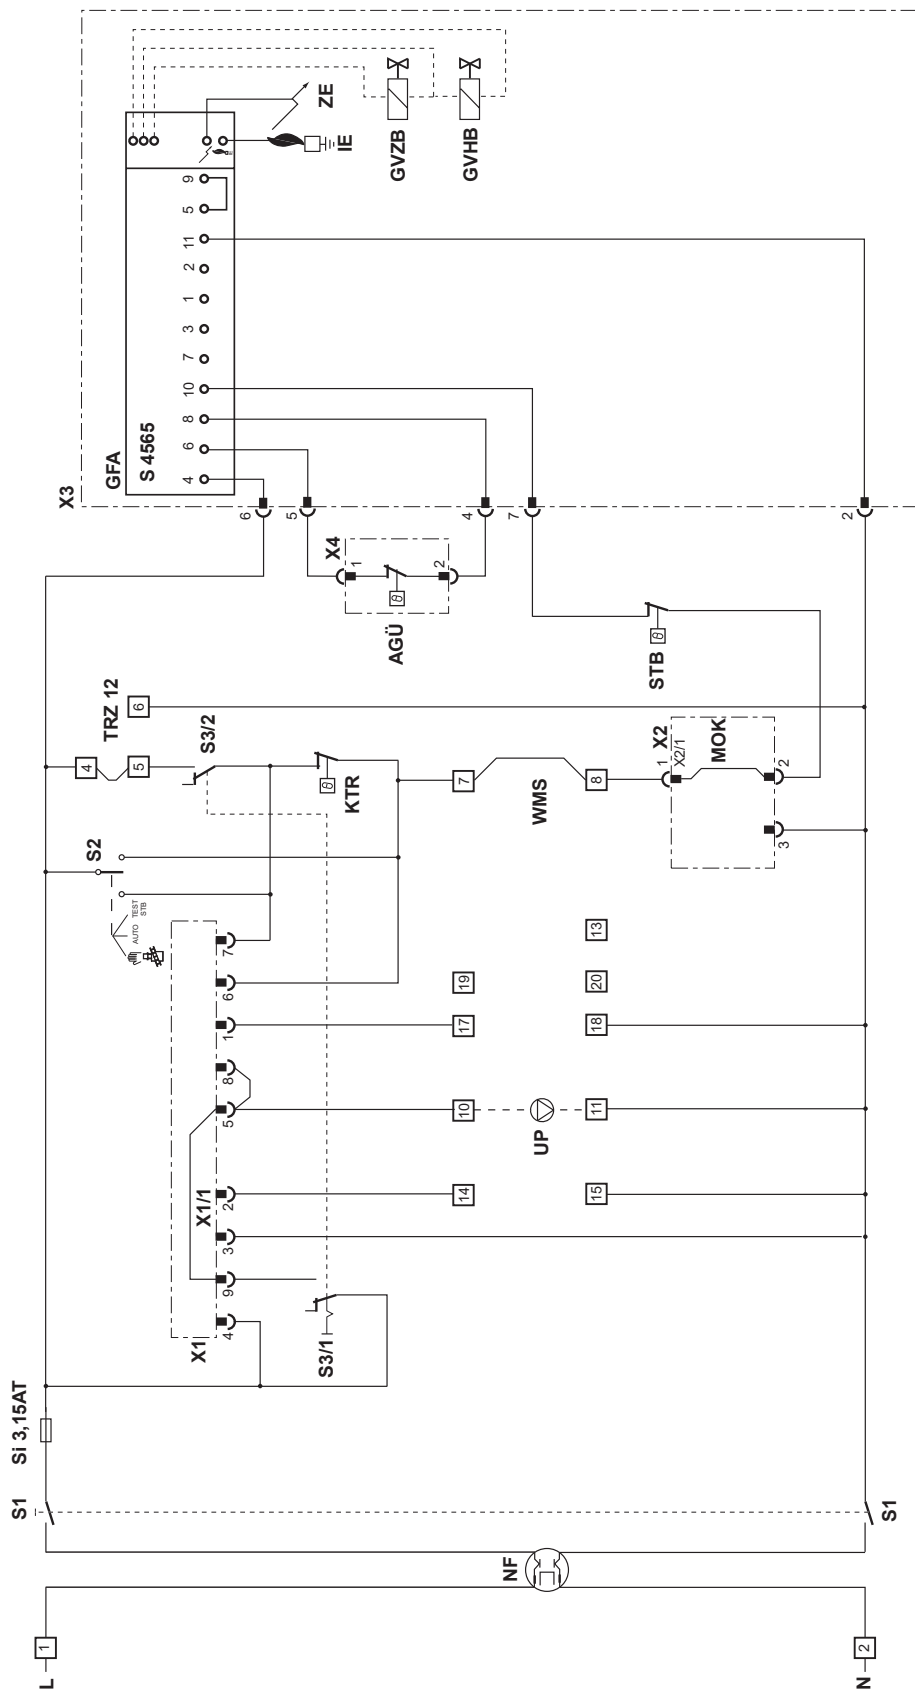 L
1
N
2
NF
S1
S1
Si 3,15AT
X1
X1/1
4
9
3
2
5
8
1
6
7
S3/1
AUTO
TEST
STB
S2
4
5
TRZ 12
6
S3/2
KTR
14
15
10
UP
11
17
18
19
20
13
7
WMS
8
X2
1
X2/1
MOK
2
3
STB
θ
θ
θ
AGÜ
X4
1
2
X3
6
5
4
7
2
GFA
S 4565
4
6
8
10
7
3
1
2
11
5
9
ZE
IE
GVZB
GVHB